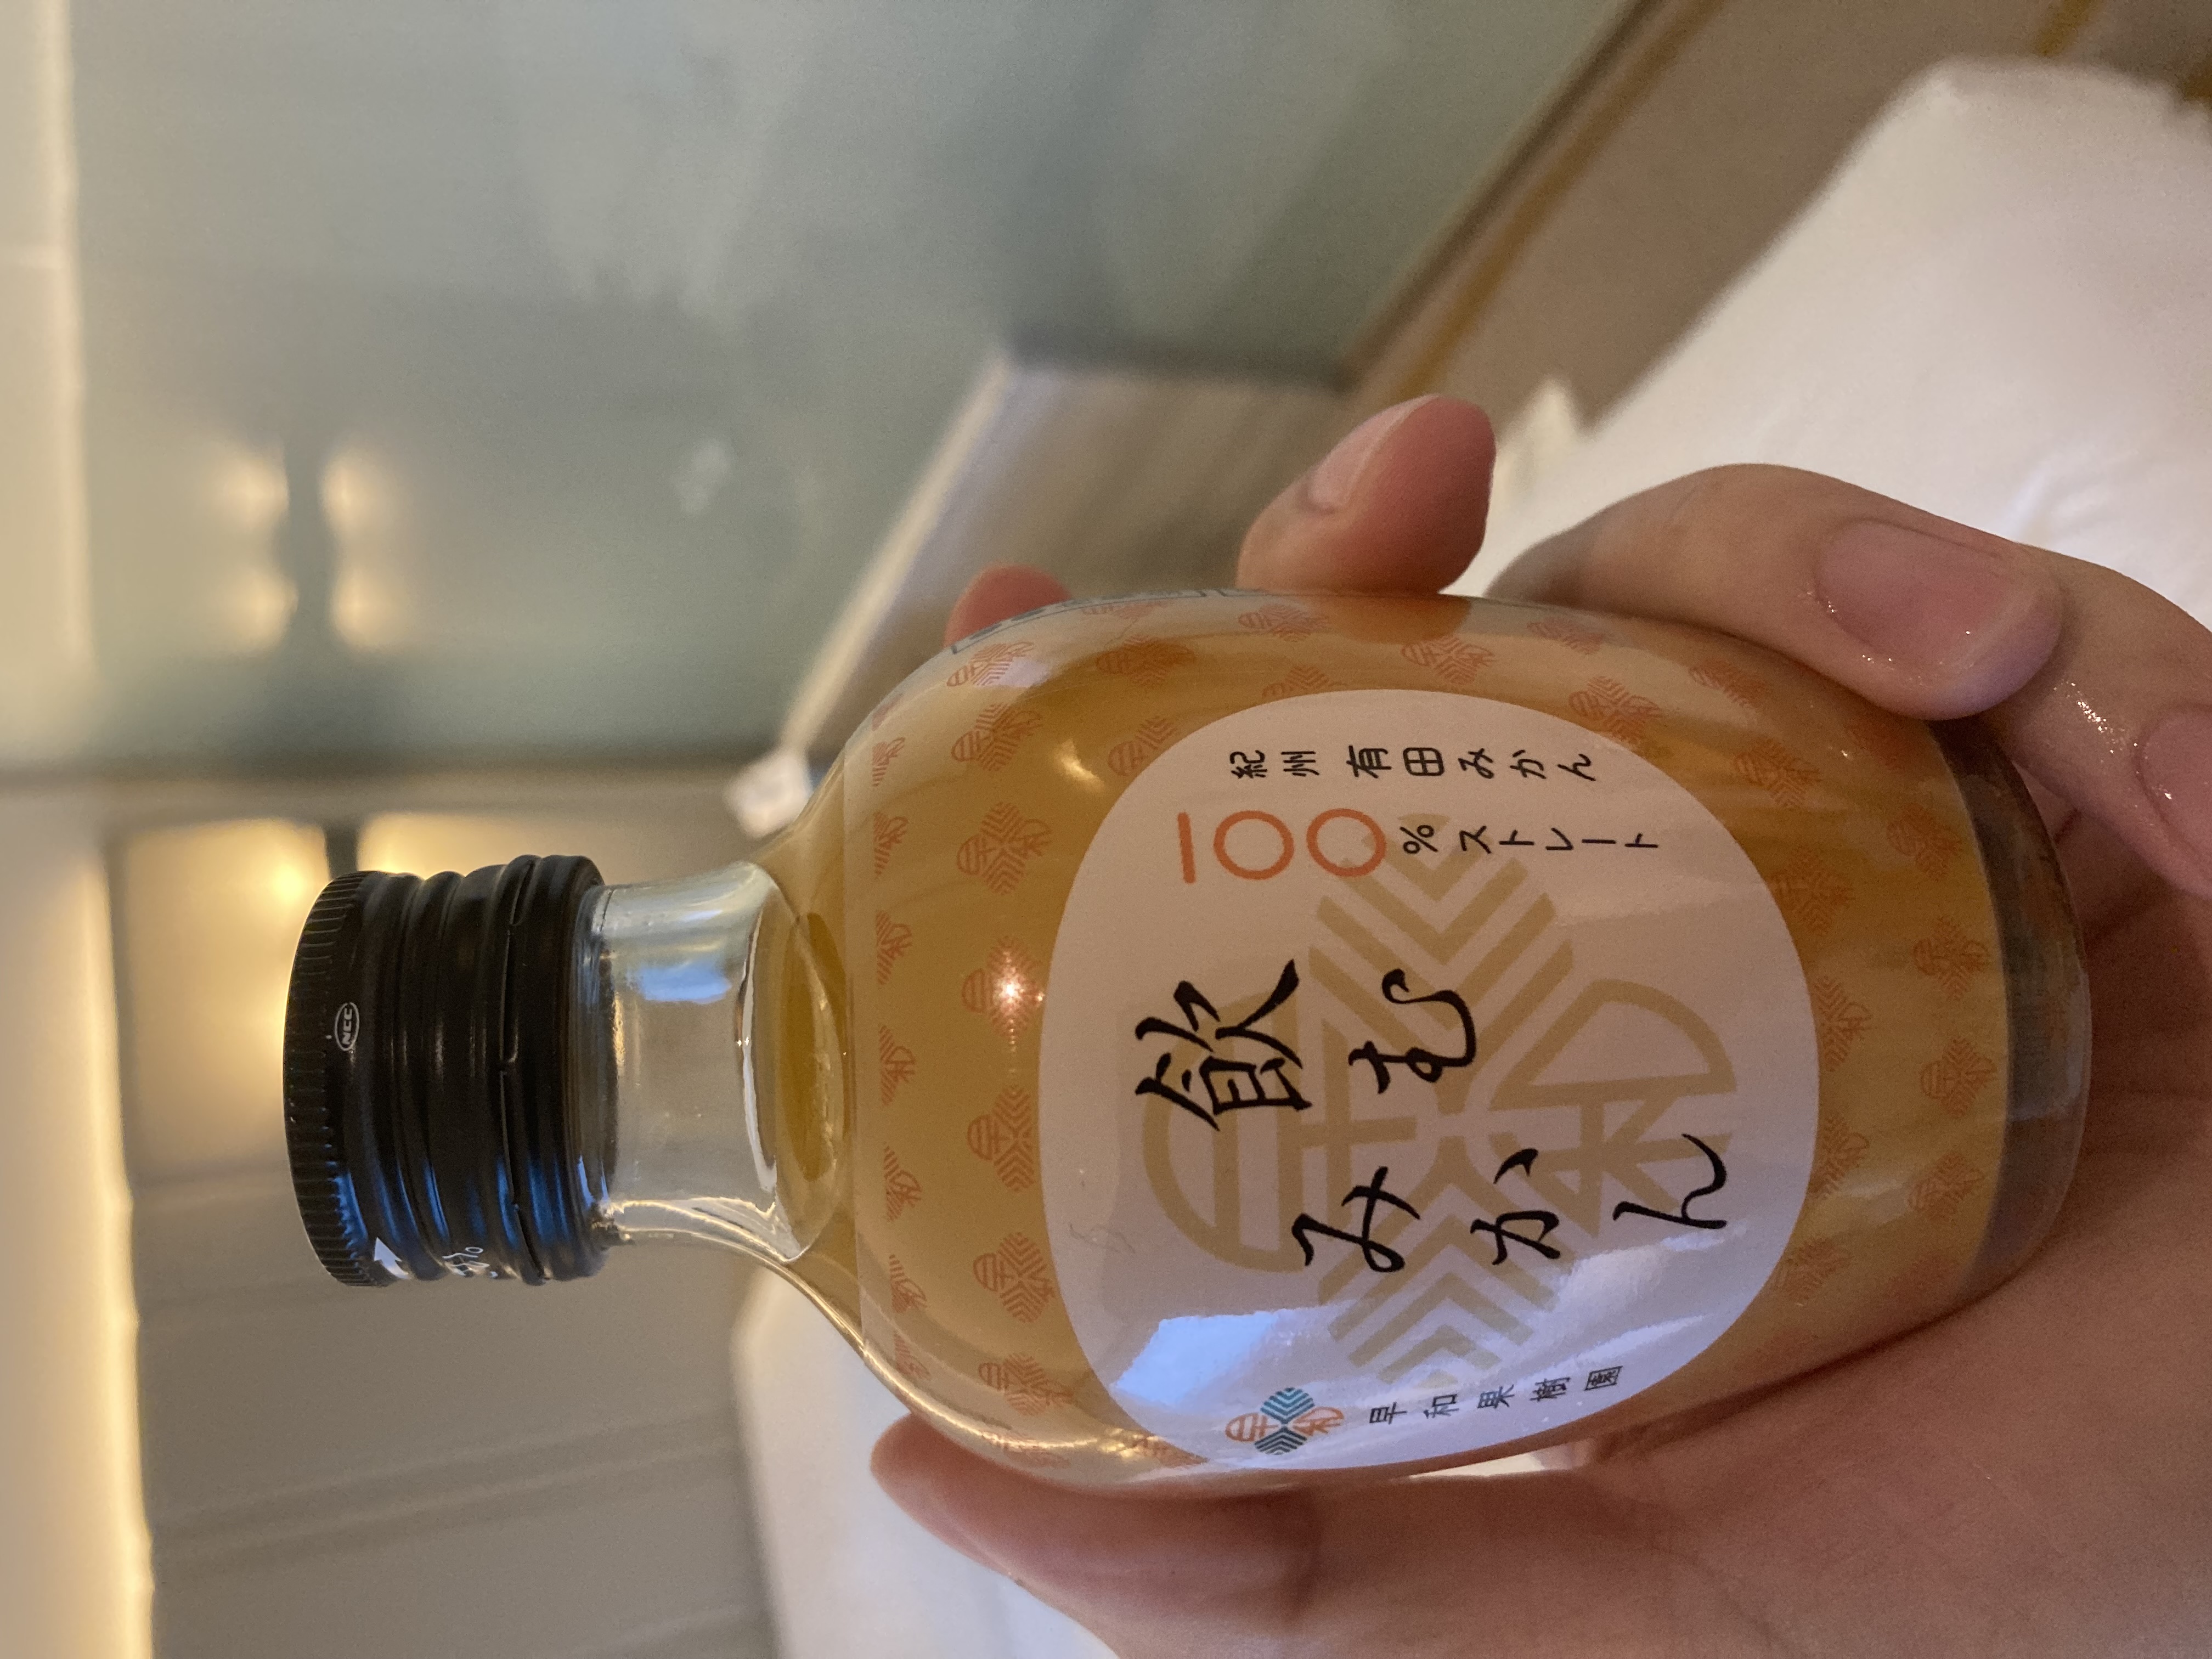 紀州 有田みかん
100%ストレート
飲む
みかん
早和果樹園
NCC